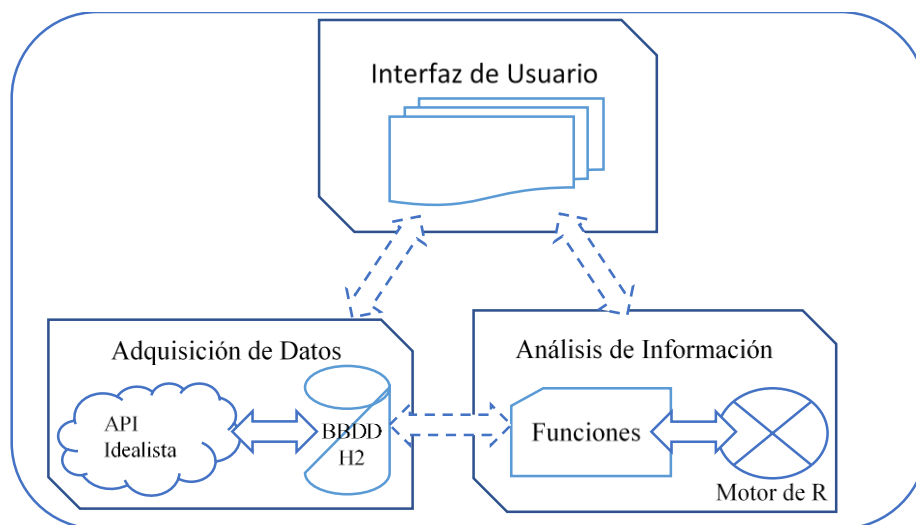 Interfaz de Usuario
Adquisición de Datos
API
Idealista
BBDD
H2
Análisis de Información
Funciones
Motor de R